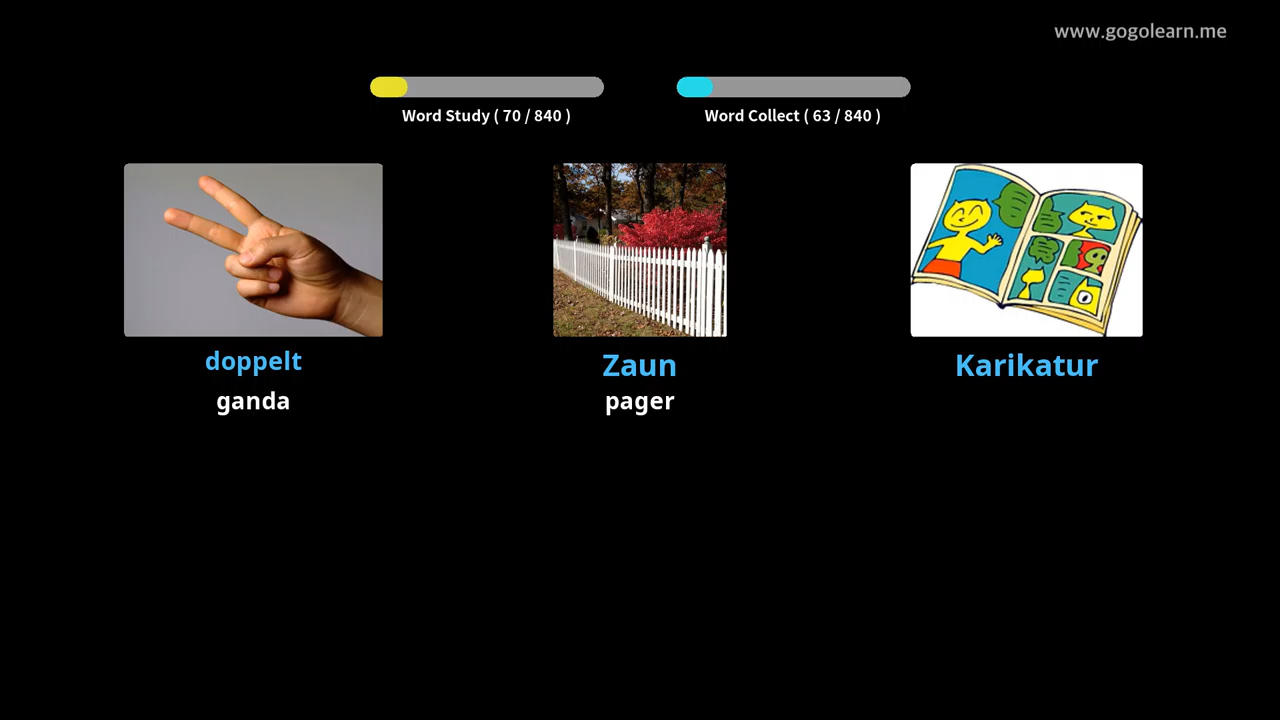 www.gogolearn.me
Word Study ( 70 / 840 )
Word Collect ( 63 / 840 )
doppelt
ganda
Zaun
pager
Karikatur